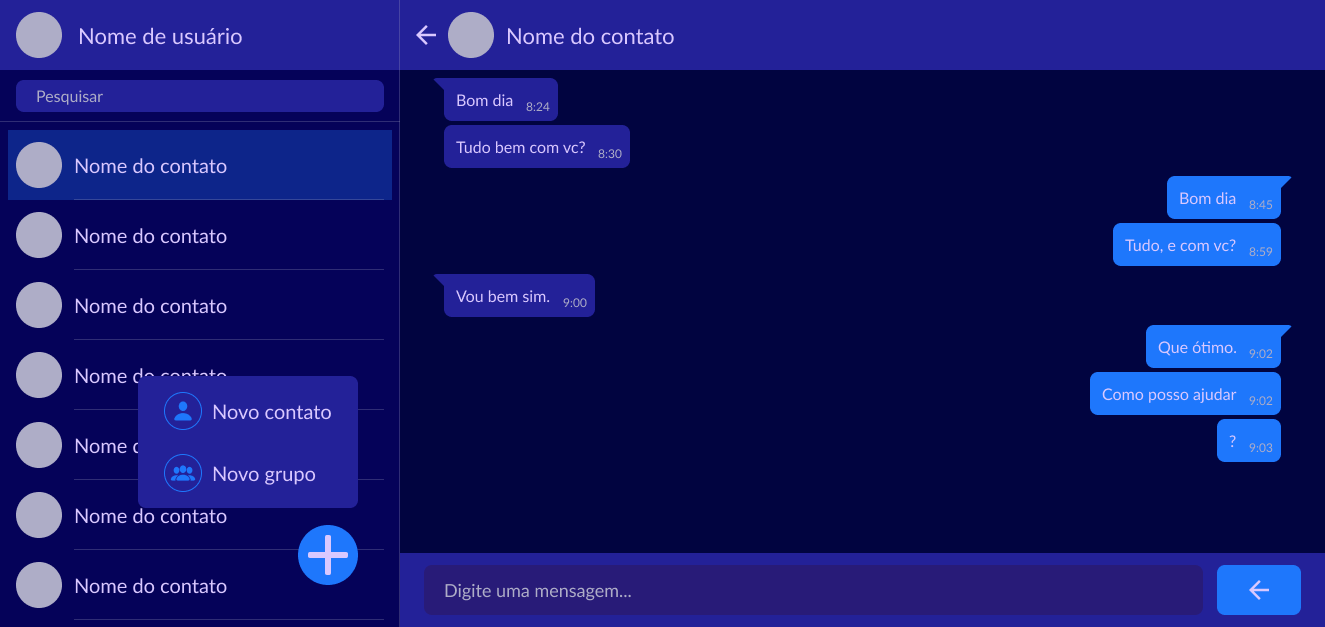 Nome de usuário
Pesquisar
Nome do contato
Nome do contato
Nome do contato
Nome do contato
Nome
Nome do contato
Nome do contato
Novo contato
Novo grupo
Nome do contato
Bom dia 8:24
Tudo bem com vc? 8:30
Bom dia 8:45
Tudo, e com vc? 8:59
Vou bem sim. 9:00
Que ótimo. 9:02
Como posso ajudar 9:02
? 9:03
Digite uma mensagem...